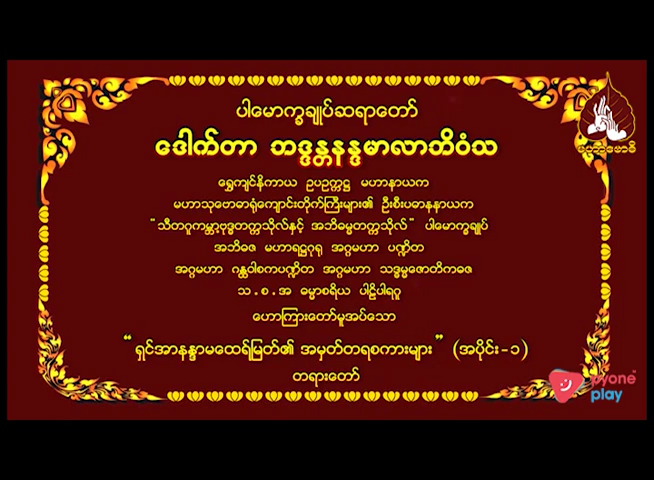 ပါမောက္ခချုပ်ဆရာတော်
ဒေါက်တာ ဘဒ္ဒန္တနန္ဒမာလာဘိဝံသ
ရွှေကျင်နိကာယ ဥပဥက္ကဋ္ဌ မဟာနာယက
မဟာသုဗောဓာရုံကျောင်းတိုက်ကြီးများ၏ ဦးစီးပဓာနနာယက
"သီတဂူကမ္ဘာ့ဗုဒ္ဓတက္ကသိုလ်နှင့် အဘိဓမ္မတက္ကသိုလ်" ပါမောက္ခချုပ်
အဘိဓဇ မဟာရဋ္ဌဂုရု အဂ္ဂမဟာ ပဏ္ဍိတ
အဂ္ဂမဟာ ဂန္ထဝါစကပဏ္ဍိတ အဂ္ဂမဟာ သဒ္ဓမ္မဇောတိကဓဇ
သ.စ.အ ဓမ္မာစရိယ ပါဠိပါရဂူ
ဟောကြားတော်မူအပ်သော
"ရှင်အာနန္ဒာမထေရ်မြတ်၏ အမှတ်တရစကားများ" (အပိုင်း-၁)
တရားတော်
pyone
play